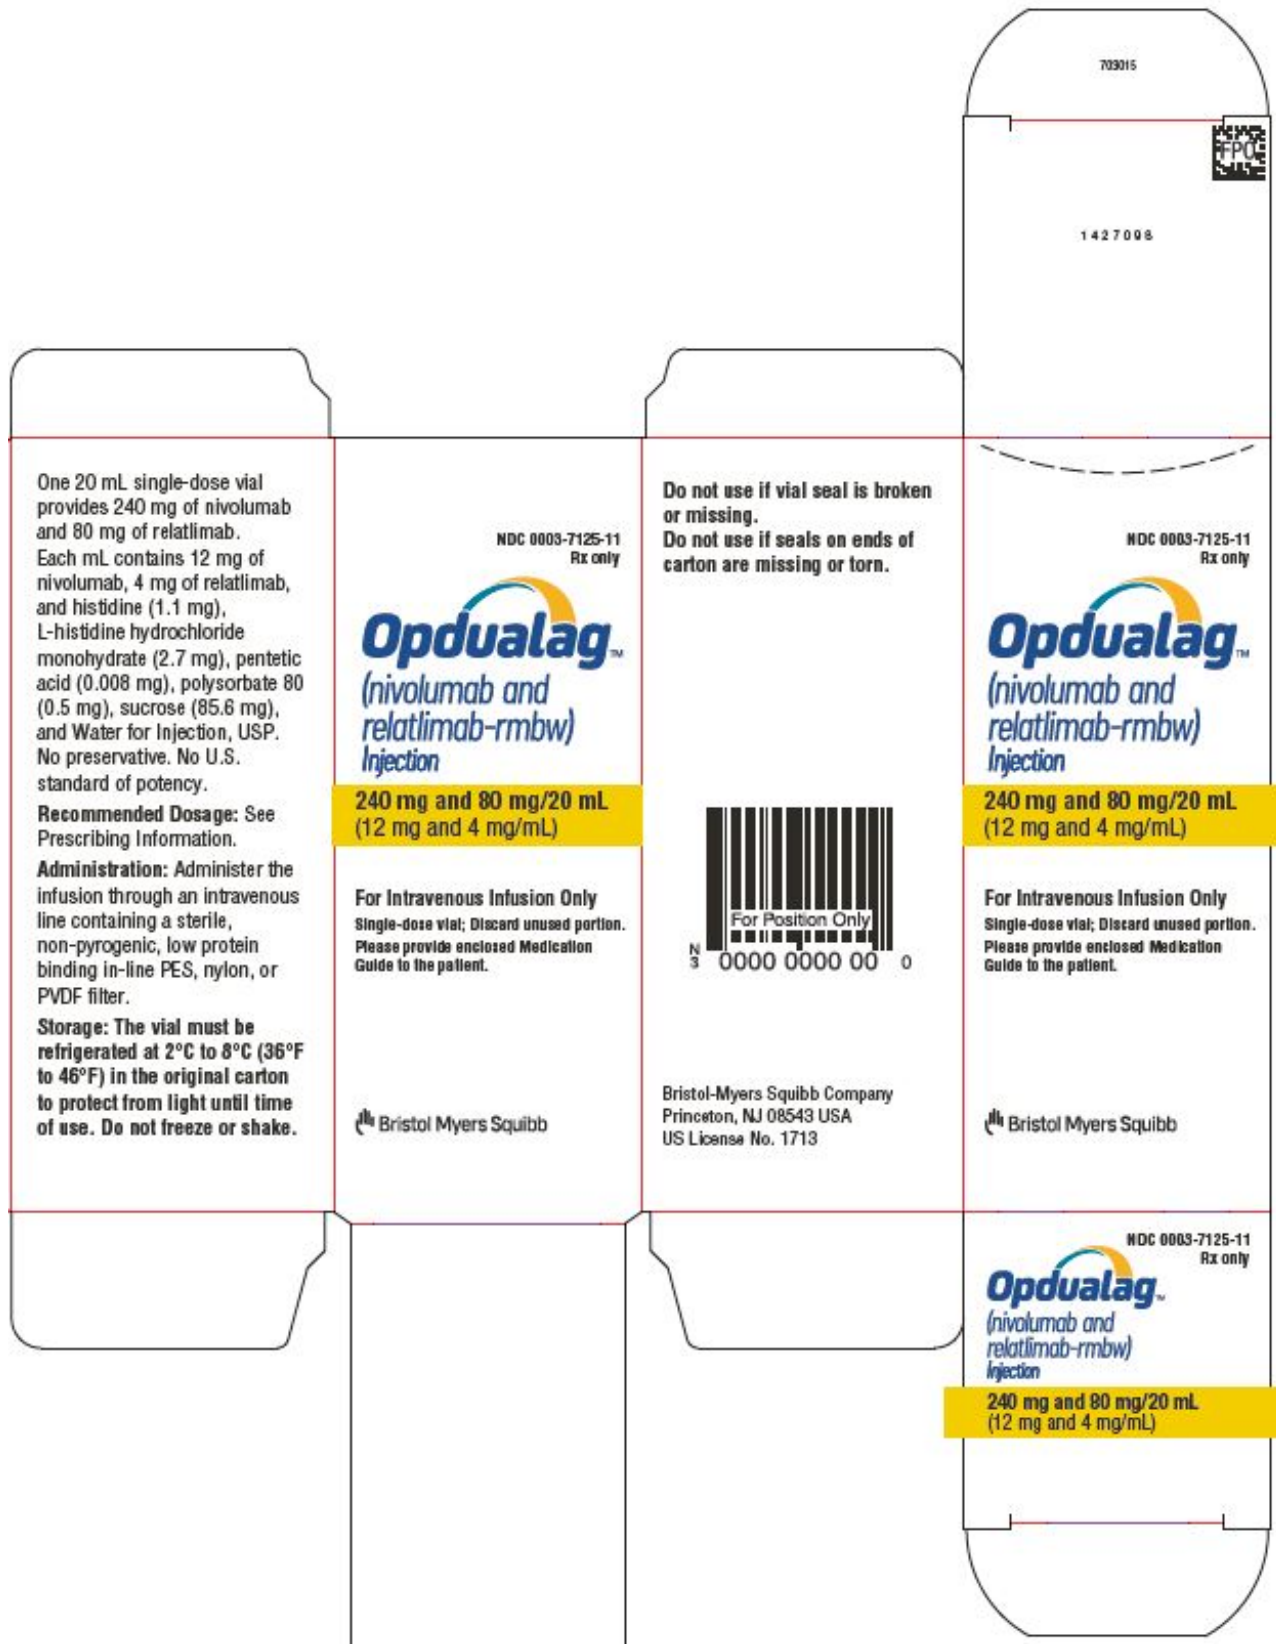 703015
FPO
1427098
One 20 mL single-dose vial
provides 240 mg of nivolumab
and 80 mg of relatlimab.
Each mL contains 12 mg of
nivolumab, 4 mg of relatlimab,
and histidine (1.1 mg),
L-histidine hydrochloride
monohydrate (2.7 mg), pentetic
acid (0.008 mg), polysorbate 80
(0.5 mg), sucrose (85.6 mg),
and Water for Injection, USP.
No preservative. No U.S.
standard of potency.
Recommended Dosage: See
Prescribing Information.
Administration: Administer the
infusion through an intravenous
line containing a sterile,
non-pyrogenic, low protein
binding in-line PES, nylon, or
PVDF filter.
Storage: The vial must be
refrigerated at 2°C to 8°C (36°F
to 46°F) in the original carton
to protect from light until time
of use. Do not freeze or shake.
NDC 0003-7125-11
Rx only
Opdualag™
(nivolumab and
relatlimab-rmbw)
Injection
240 mg and 80 mg/20 mL
(12 mg and 4 mg/mL)
For Intravenous Infusion Only
Single-dose vial; Discard unused portion.
Please provide enclosed Medication
Guide to the patient.
Bristol Myers Squibb
Do not use if vial seal is broken
or missing.
Do not use if seals on ends of
carton are missing or torn.
For Position Only
N
3 0000 0000 00 0
Bristol-Myers Squibb Company
Princeton, NJ 08543 USA
US License No. 1713
NDC 0003-7125-11
Rx only
Opdualag™
(nivolumab and
relatlimab-rmbw)
Injection
240 mg and 80 mg/20 mL
(12 mg and 4 mg/mL)
For Intravenous Infusion Only
Single-dose vial; Discard unused portion.
Please provide enclosed Medication
Guide to the patient.
Bristol Myers Squibb
NDC 0003-7125-11
Rx only
Opdualag™
(nivolumab and
relatlimab-rmbw)
Injection
240 mg and 80 mg/20 mL
(12 mg and 4 mg/mL)